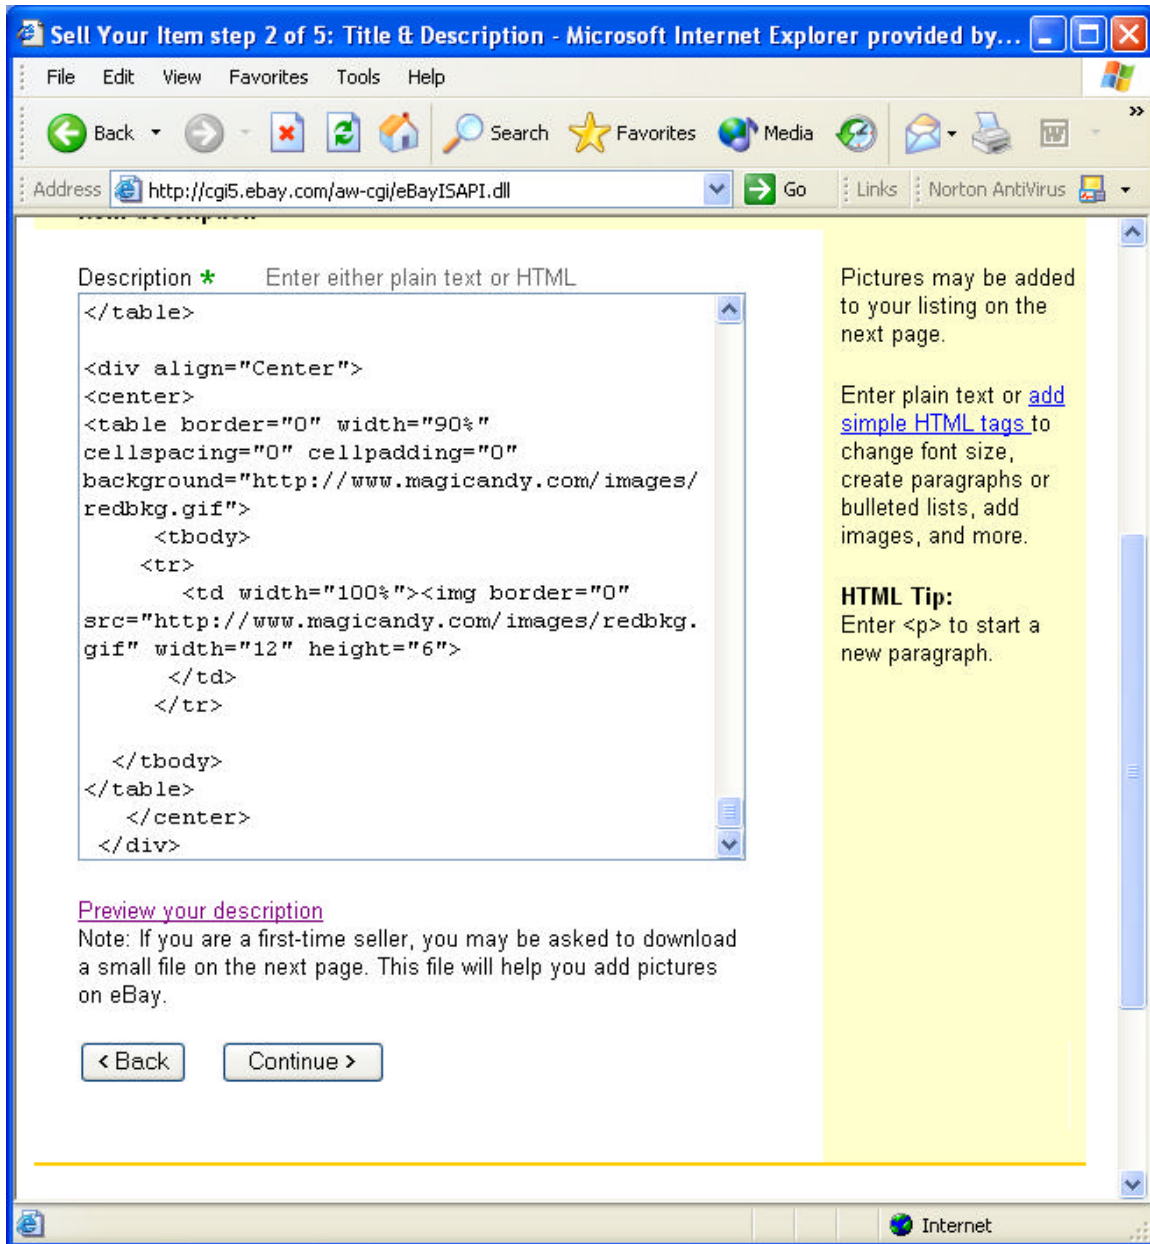 Sell Your Item step 2 of 5: Title & Description - Microsoft Internet Explorer provided by...
File Edit View Favorites Tools Help
Back Search Favorites Media »
Address http://cgi5.ebay.com/aw-cgi/eBayISAPI.dll Go Links Norton AntiVirus
Description * Enter either plain text or HTML
</table>
<div align="Center">
<center>
<table border="0" width="90%"
cellspacing="0" cellpadding="0"
background="http://www.magicandy.com/images/
redbkg.gif">
<tbody>
<tr>
<td width="100%"><img border="0"
src="http://www.magicandy.com/images/redbkg.
gif" width="12" height="6">
</td>
</tr>
</tbody>
</table>
</center>
</div>
Pictures may be added
to your listing on the
next page.
Enter plain text or add
simple HTML tags to
change font size,
create paragraphs or
bulleted lists, add
images, and more.
HTML Tip:
Enter <p> to start a
new paragraph.
Preview your description
Note: If you are a first-time seller, you may be asked to download
a small file on the next page. This file will help you add pictures
on eBay.
< Back Continue >
Internet